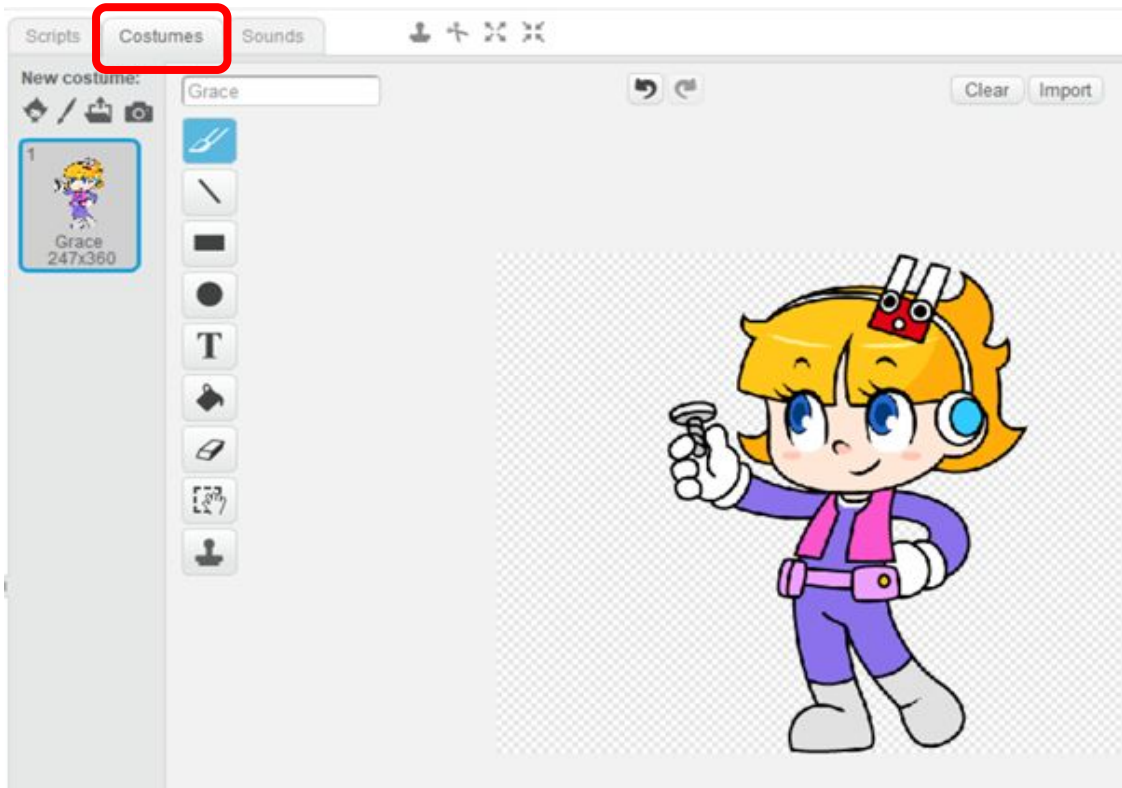 Scripts Costumes Sounds
New costume:
Grace
Clear Import
T
1
Grace
247x360